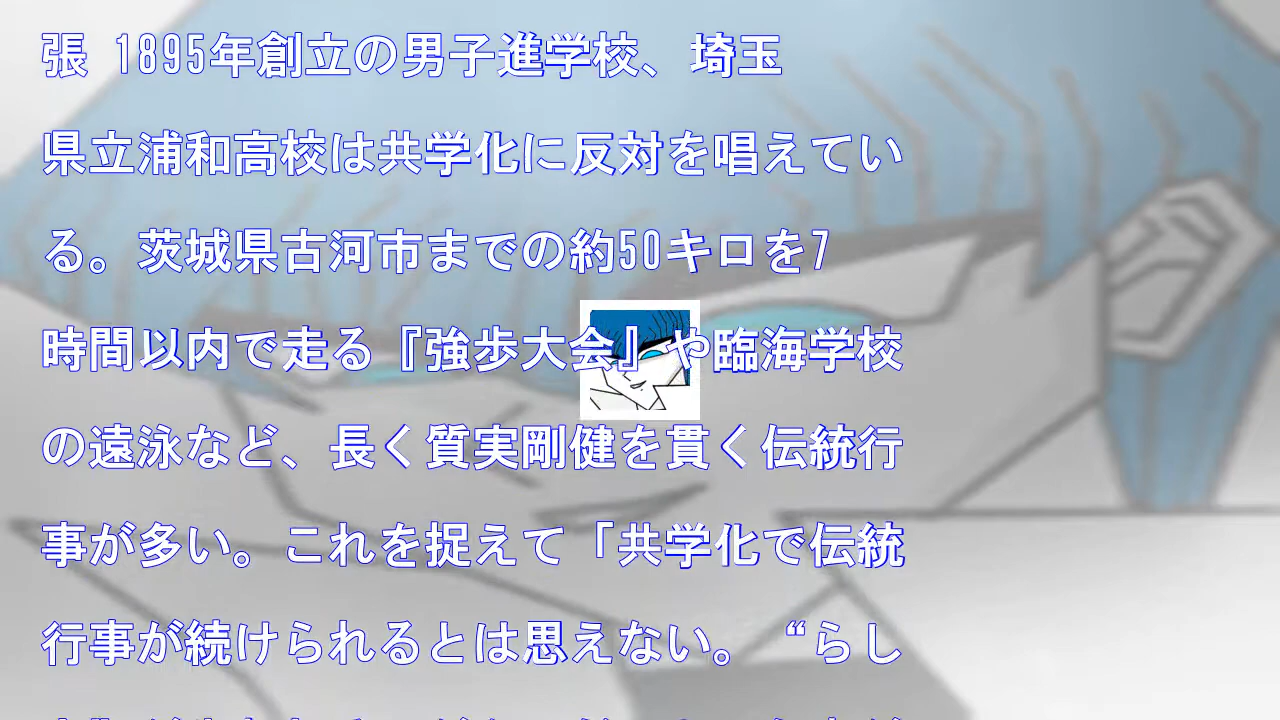 張 1895年創立の男子進学校、埼玉
県立浦和高校は共学化に反対を唱えてい
る。茨城県古河市までの約50キロを7
時間以内で走る『強歩大会』や臨海学校
の遠泳など、長く質実剛健を貫く伝統行
事が多い。これを捉えて「共学化で伝統
行事が続けられるとは思えない。“らし